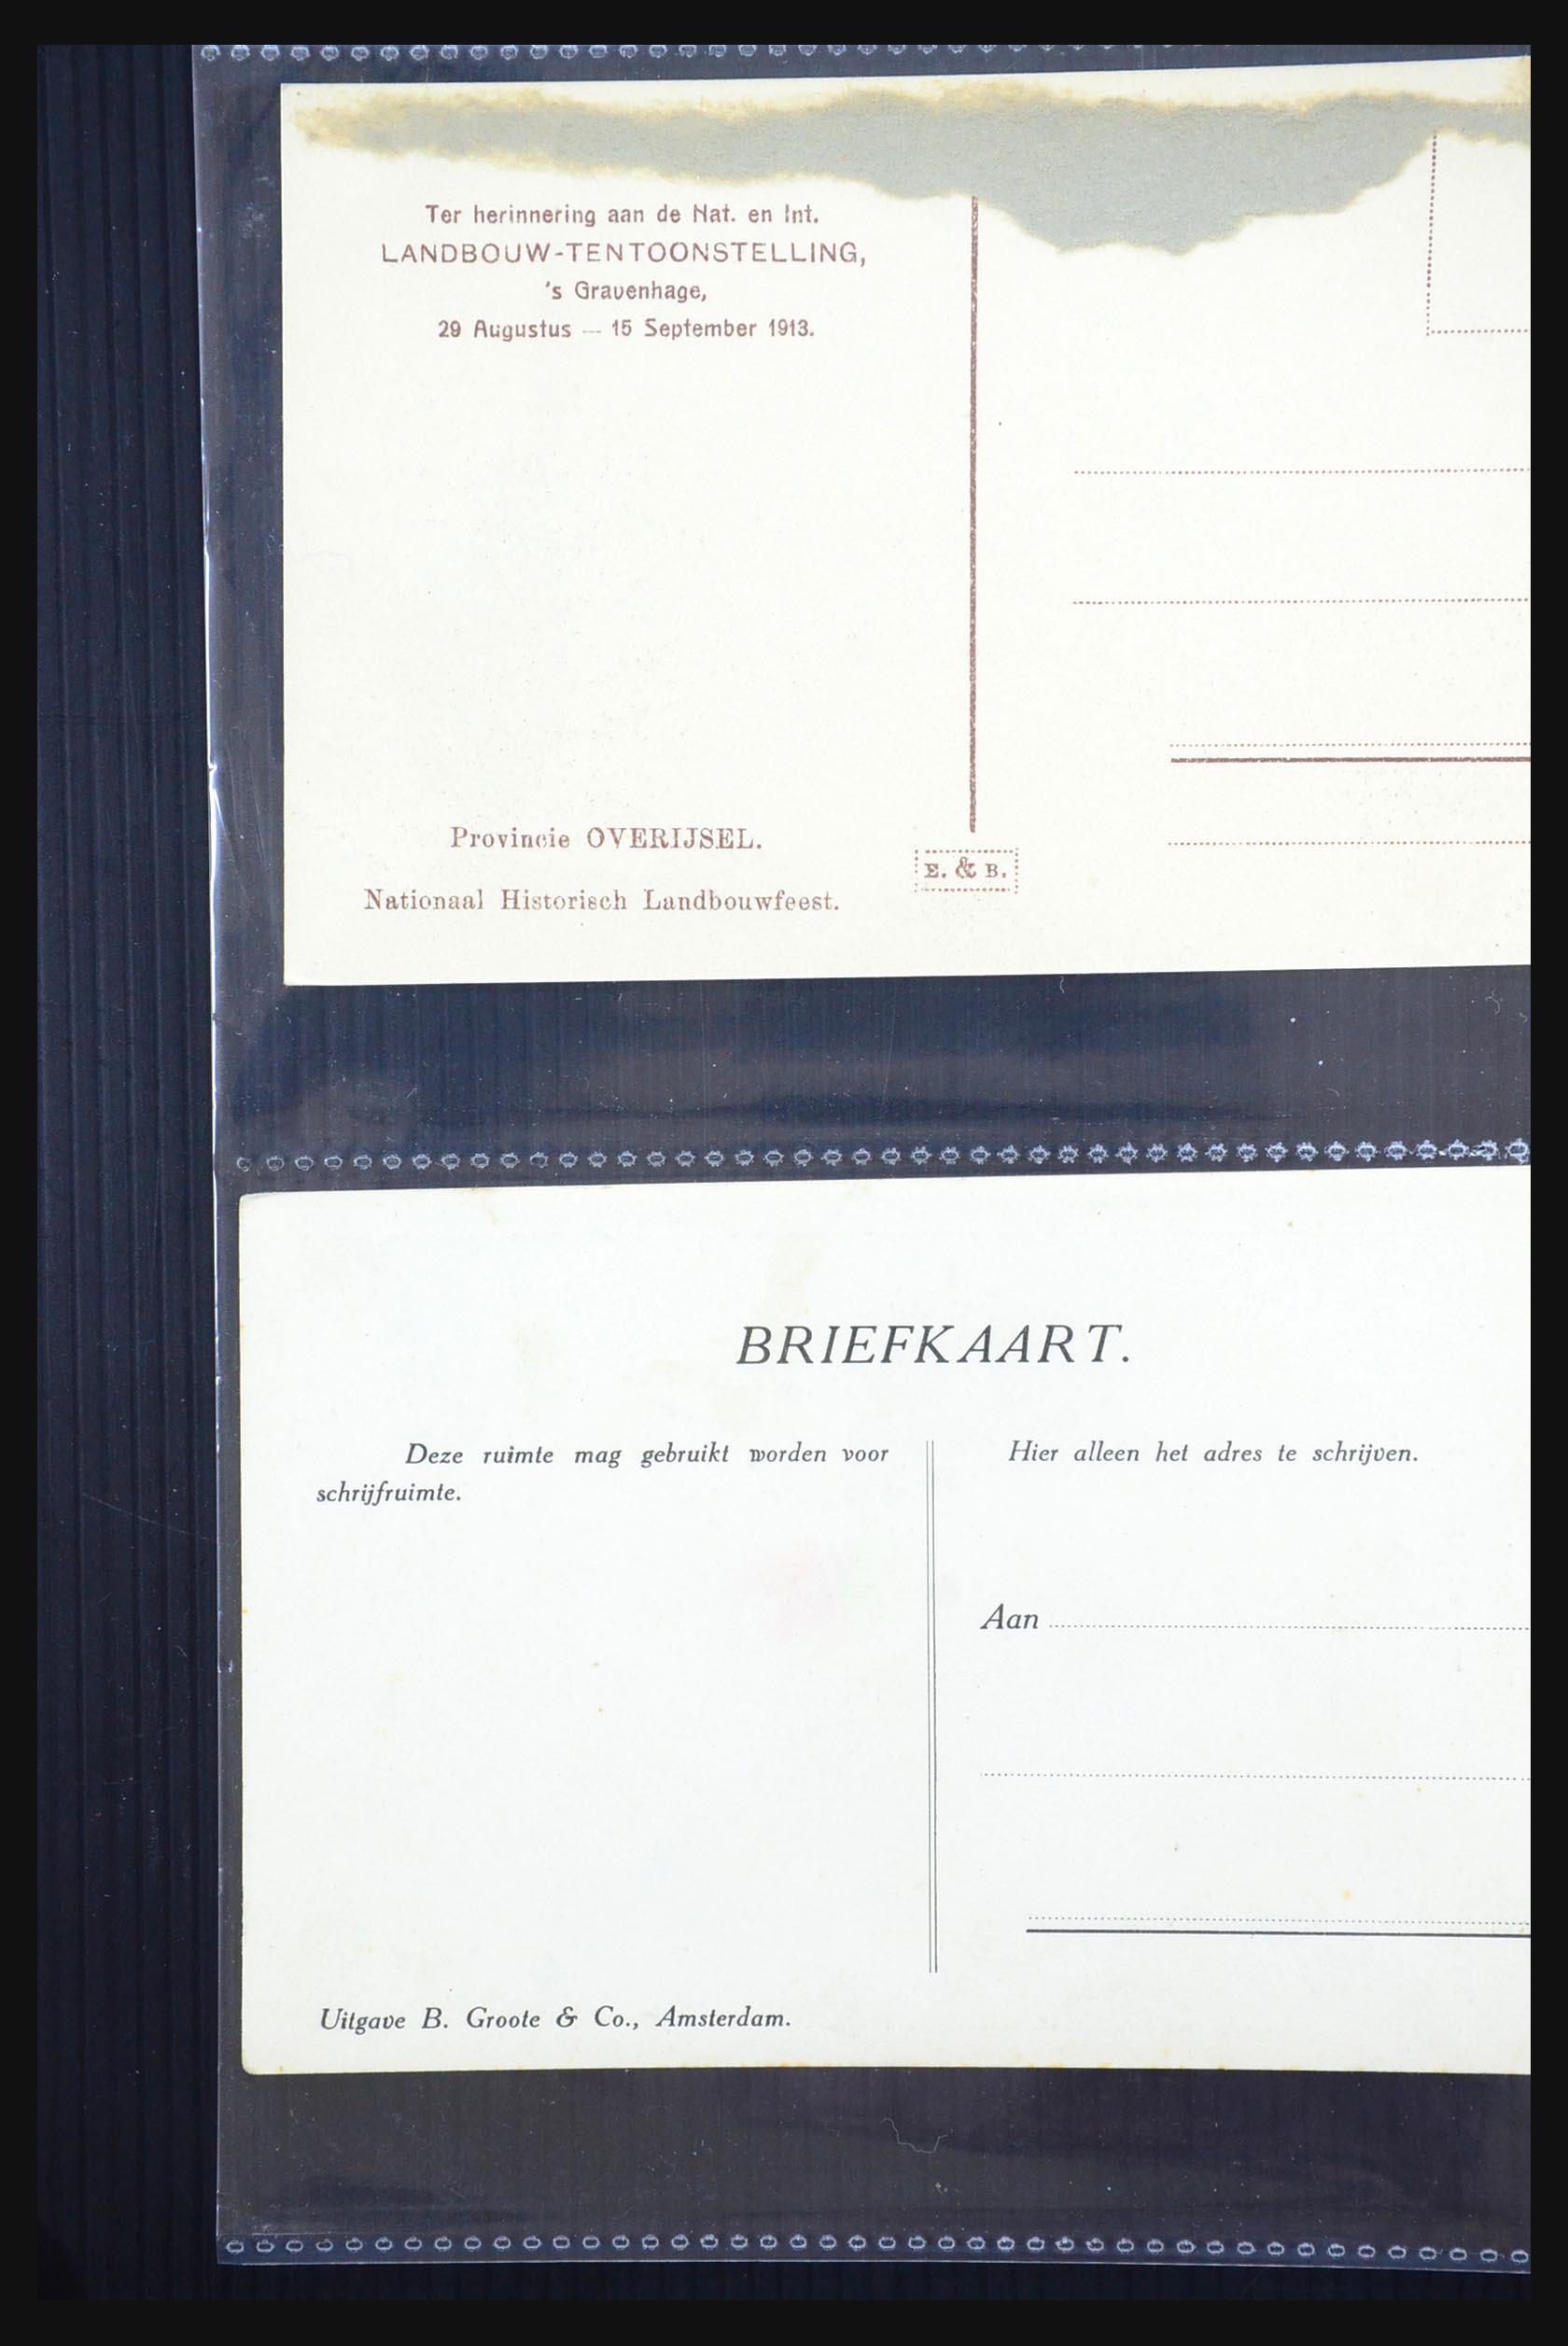 Ter herinnering aan de Nat. en Int.
LANDBOUW-TENTOONSTELLING,
's Gravenhage,
29 Augustus — 15 September 1913.
Provincie OVERIJSEL.
Nationaal Historisch Landbouwfeest.
E. & B.
BRIEFKAART.
Deze ruimte mag gebruikt worden voor
schrijfruimte.
Hier alleen het adres te schrijven.
Aan
Uitgave B. Groote & Co., Amsterdam.